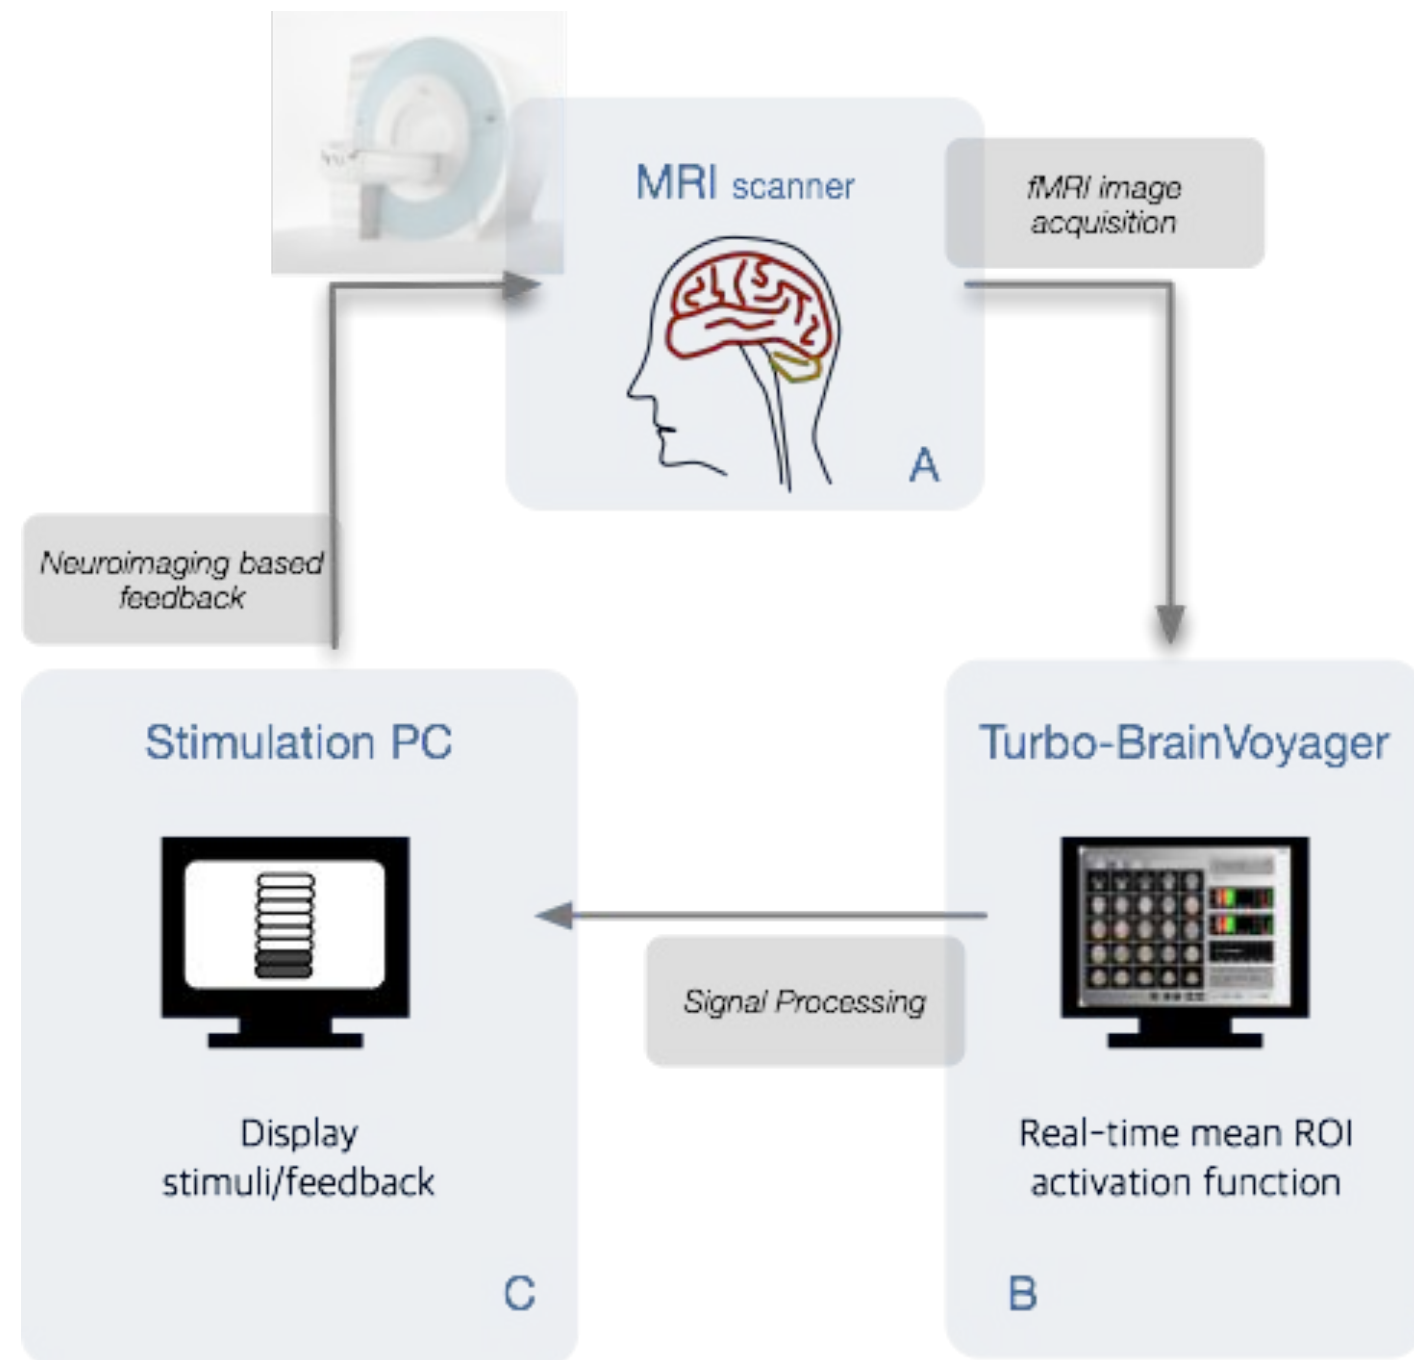 MRI scanner
fMRI image
acquisition
A
Neuroimaging based
feedback
Stimulation PC
Turbo-BrainVoyager
Signal Processing
Display
stimuli/feedback
Real-time mean ROI
activation function
C
B